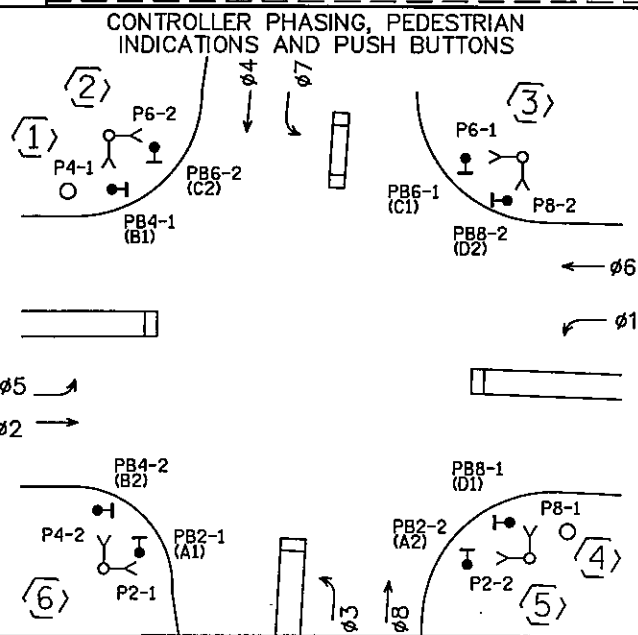 CONTROLLER PHASING, PEDESTRIAN
INDICATIONS AND PUSH BUTTONS
ø4
ø7
2
3
1
P6-2
P6-1
P4-1
PB6-2
(C2)
PB6-1
(C1)
P8-2
PB4-1
(B1)
PB8-2
(D2)
ø6
ø1
ø5
ø2
PB4-2
(B2)
PB8-1
(D1)
P8-1
P4-2
PB2-1
(A1)
PB2-2
(A2)
4
P2-1
P2-2
6
5
ø3
ø8